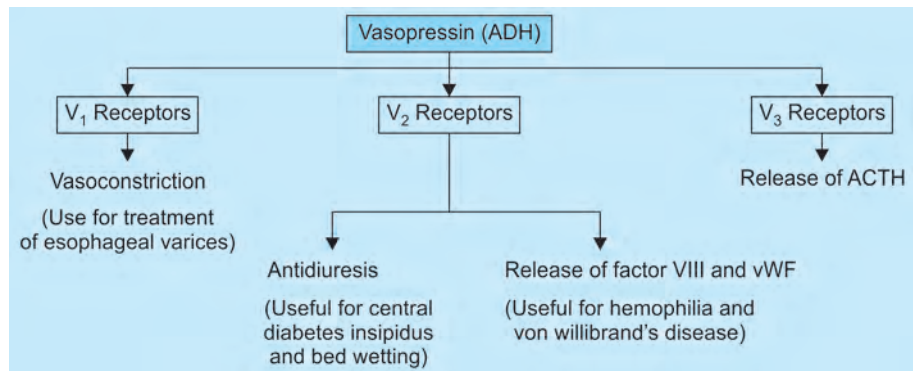 Vasopressin (ADH)
V₁ Receptors
V₂ Receptors
V₃ Receptors
Vasoconstriction
(Use for treatment
of esophageal varices)
Release of ACTH
Antidiuresis
(Useful for central
diabetes insipidus
and bed wetting)
Release of factor VIII and vWF
(Useful for hemophilia and
von willibrand's disease)